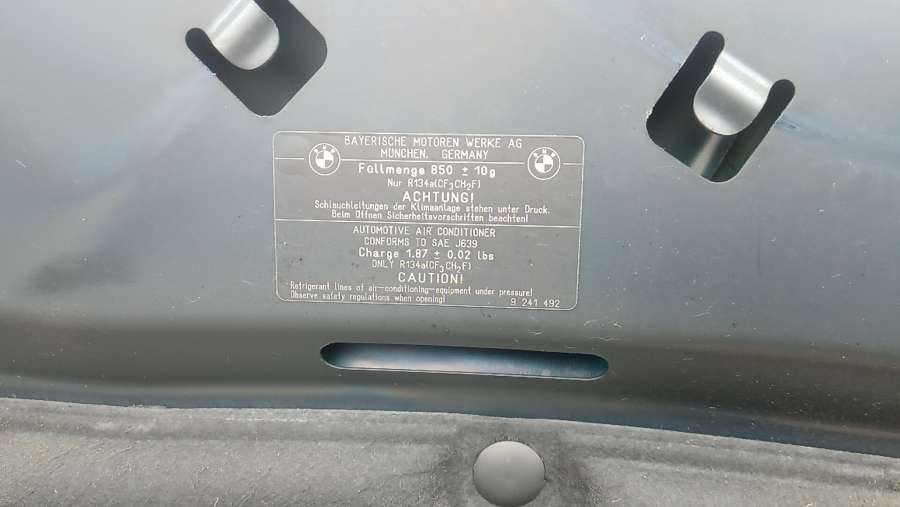 BAYERISCHE MOTOREN WERKE AG
MÜNCHEN, GERMANY
BMW
BMW
Füllmenge 850 ± 10g
Nur R134a(CF₃CH₂F)
ACHTUNG!
Schlauchleitungen der Klimaanlage stehen unter Druck.
Beim Öffnen Sicherheitsvorschriften beachten!
AUTOMOTIVE AIR CONDITIONER
CONFORMS TO SAE J639
Charge 1.87 ± 0.02 lbs
ONLY R134a(CF₃CH₂F)
CAUTION!
Refrigerant lines of air-conditioning-equipment under pressure!
Observe safety regulations when opening!
9 241 492